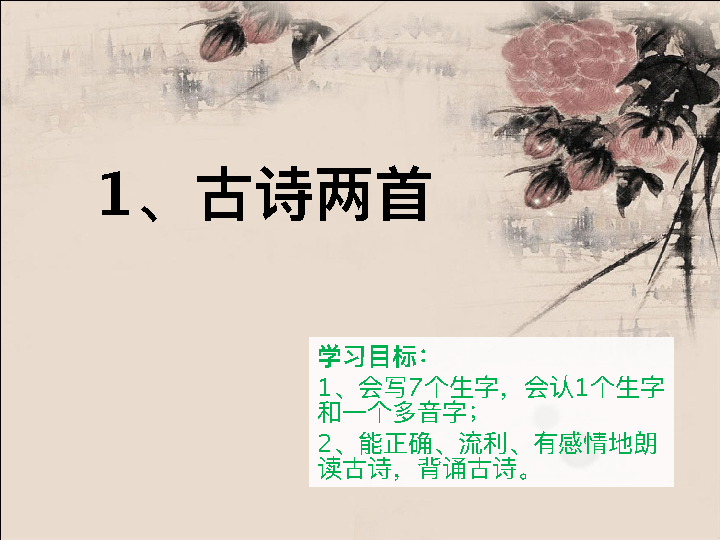 1、古诗两首
学习目标：
1、会写7个生字，会认1个生字
和一个多音字；
2、能正确、流利、有感情地朗
读古诗，背诵古诗。